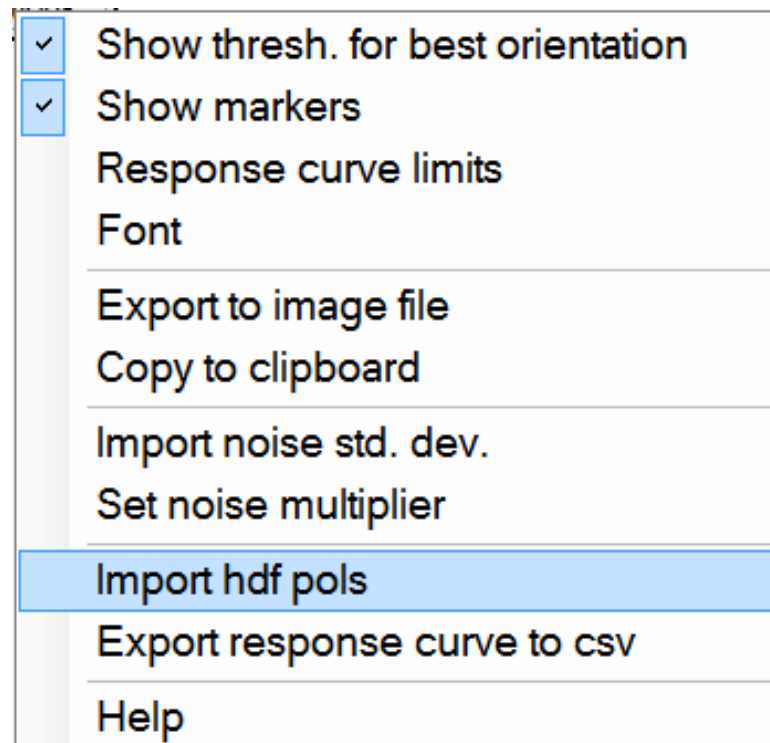 Show thresh. for best orientation
Show markers
Response curve limits
Font
Export to image file
Copy to clipboard
Import noise std. dev.
Set noise multiplier
Import hdf pols
Export response curve to csv
Help